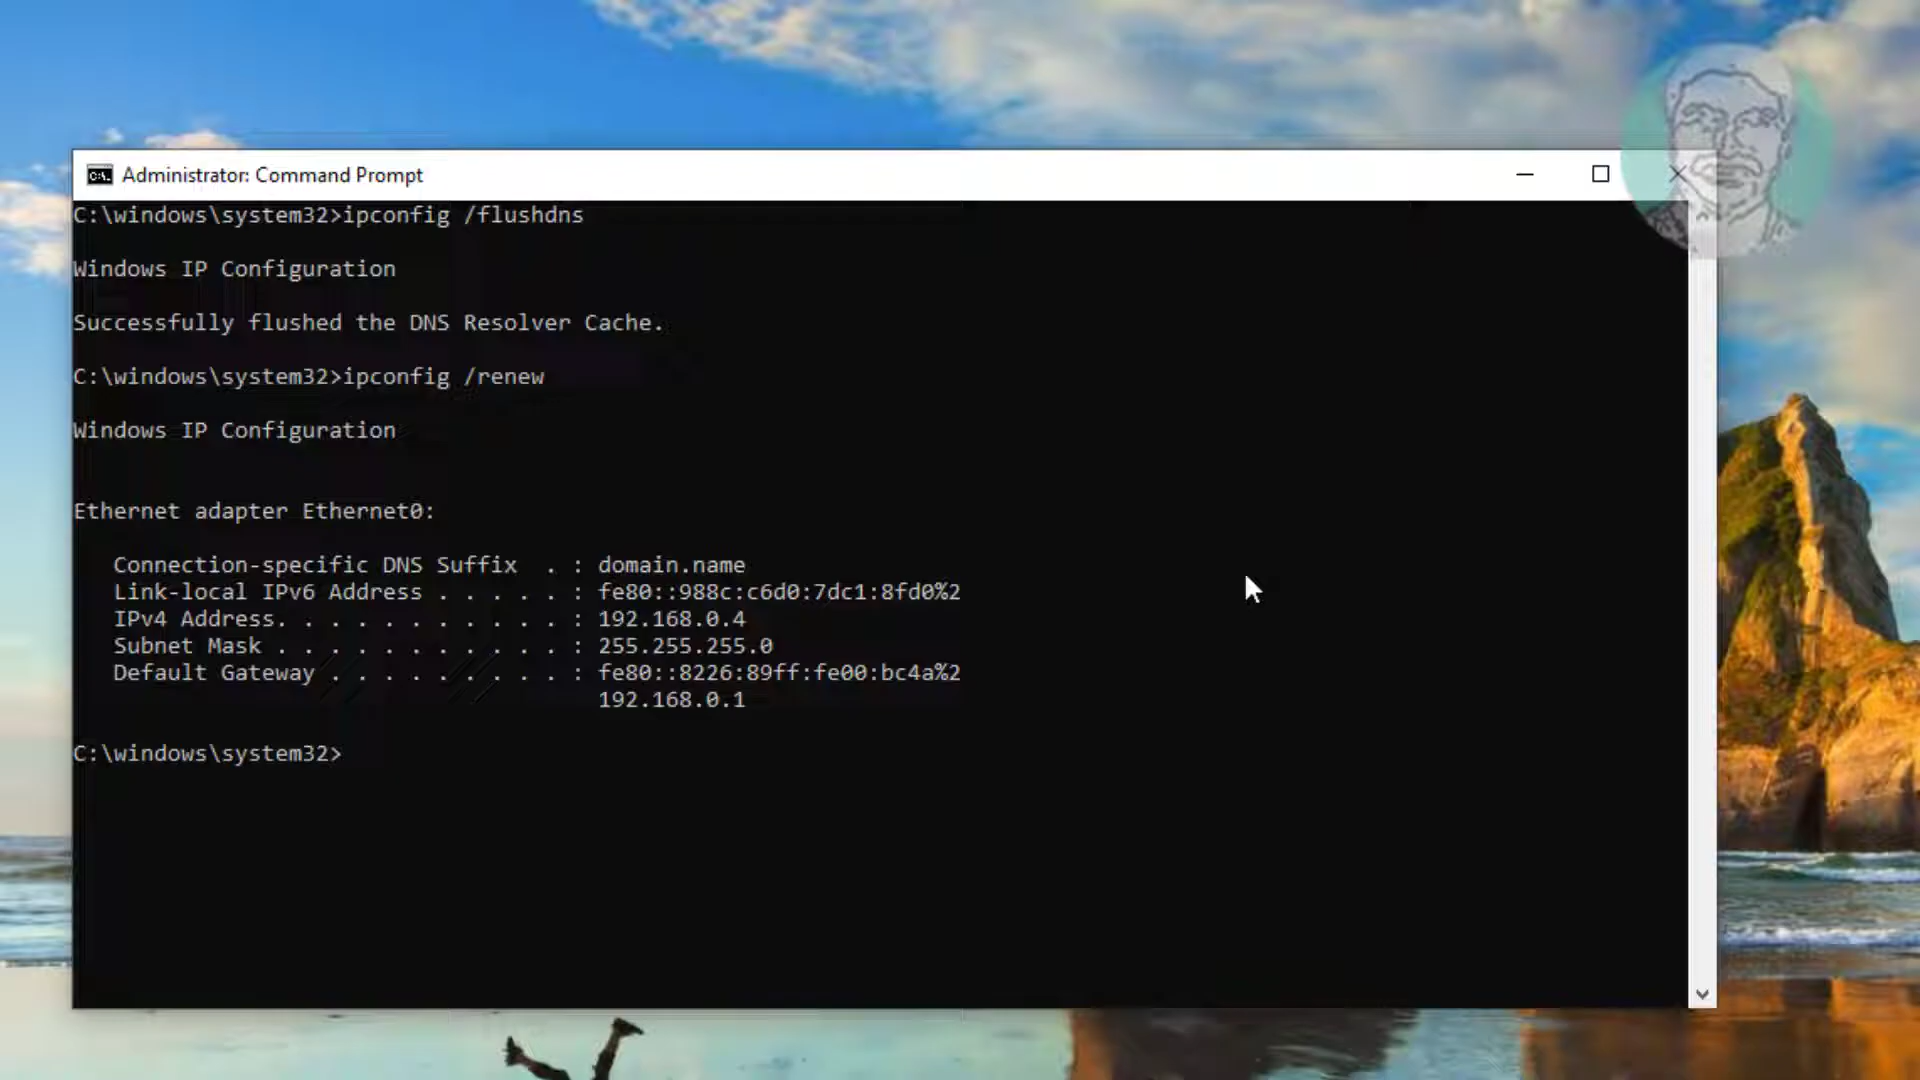 Administrator: Command Prompt
C:\windows\system32>ipconfig /flushdns
Windows IP Configuration
Successfully flushed the DNS Resolver Cache.
C:\windows\system32>ipconfig /renew
Windows IP Configuration
Ethernet adapter Ethernet0:
Connection-specific DNS Suffix  . : domain.name
Link-local IPv6 Address . . . . . : fe80::988c:c6d0:7dc1:8fd0%2
IPv4 Address. . . . . . . . . . . : 192.168.0.4
Subnet Mask . . . . . . . . . . . : 255.255.255.0
Default Gateway . . . . . . . . . : fe80::8226:89ff:fe00:bc4a%2
192.168.0.1
C:\windows\system32>